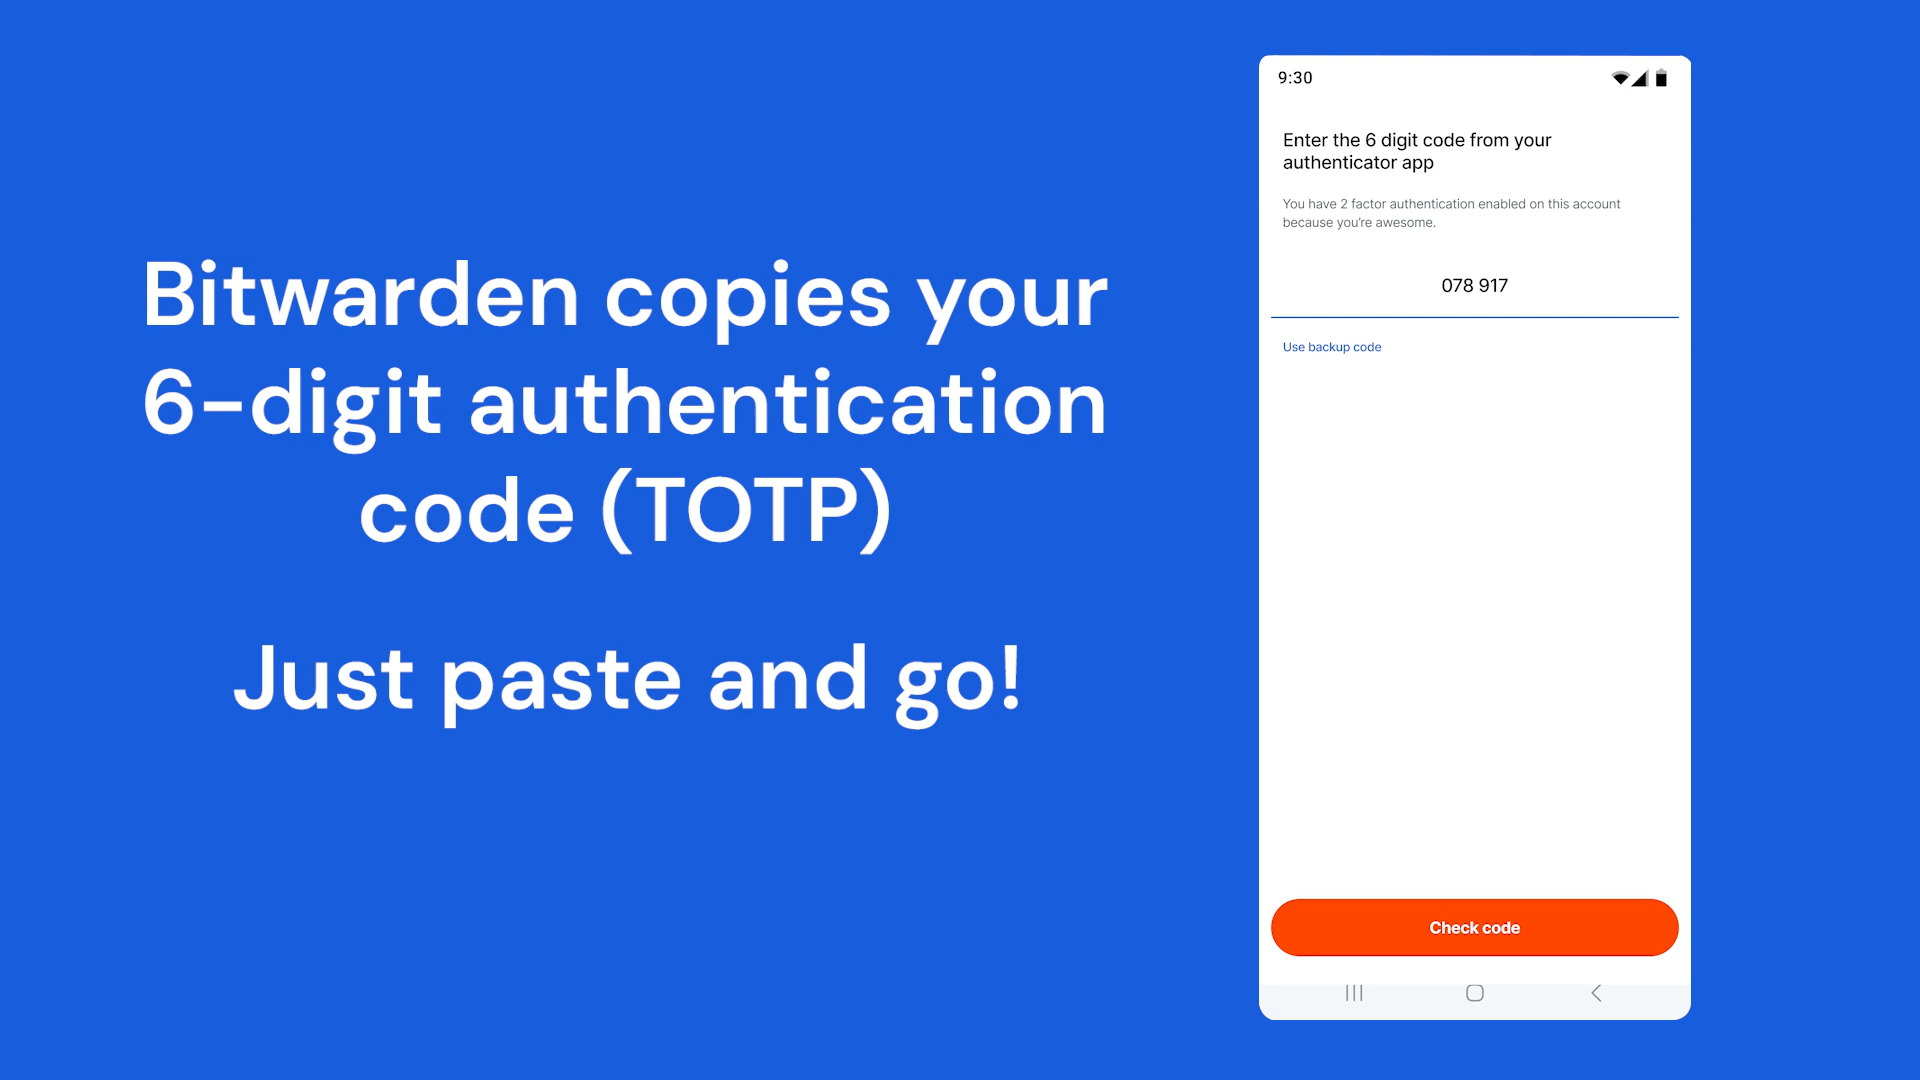 Bitwarden copies your
6-digit authentication
code (TOTP)
Just paste and go!
9:30
Enter the 6 digit code from your
authenticator app
You have 2 factor authentication enabled on this account
because you're awesome.
078 917
Use backup code
Check code